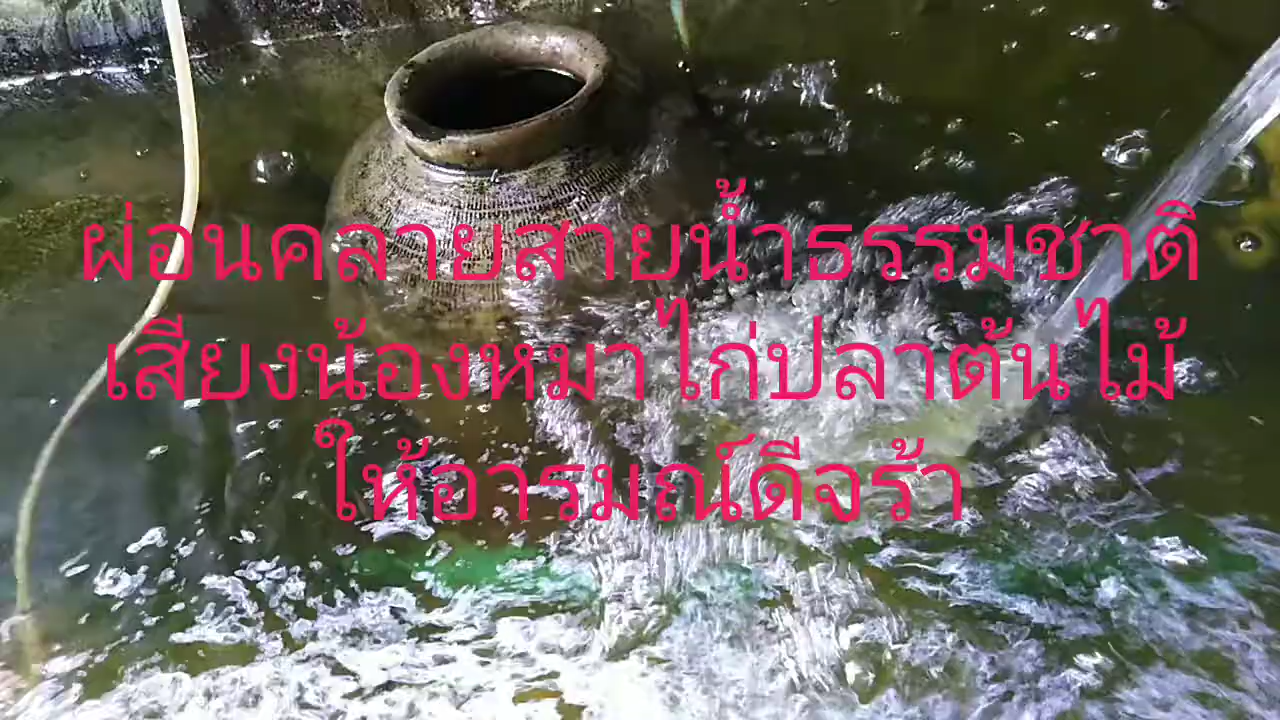 ผ่อนคลายสายน้ำธรรมชาติ
เสียงน้องหมาไก่ปลาต้นไม้
ให้อารมณ์ดีจร้า